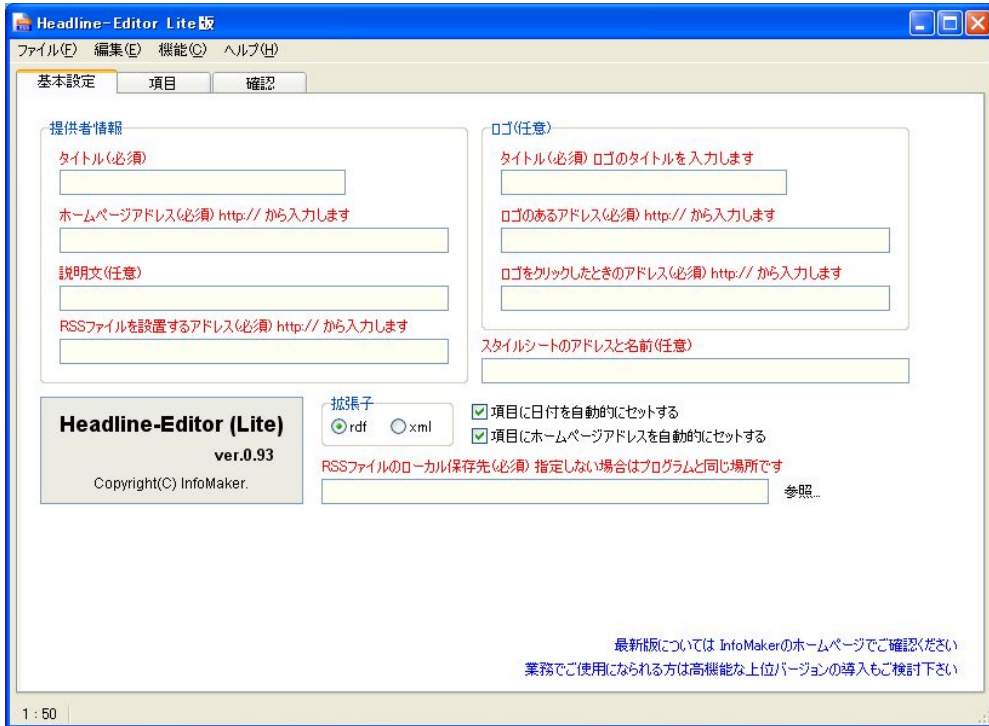 Headline-Editor Lite版
ファイル(F) 編集(E) 機能(C) ヘルプ(H)
基本設定 項目 確認
提供者情報
タイトル(必須)
ホームページアドレス(必須) http:// から入力します
説明文(任意)
RSSファイルを設置するアドレス(必須) http:// から入力します
ロゴ(任意)
タイトル(必須) ロゴのタイトルを入力します
ロゴのあるアドレス(必須) http:// から入力します
ロゴをクリックしたときのアドレス(必須) http:// から入力します
スタイルシートのアドレスと名前(任意)
Headline-Editor (Lite)
ver.0.93
Copyright(C) InfoMaker.
拡張子
rdf xml
項目に日付を自動的にセットする
項目にホームページアドレスを自動的にセットする
RSSファイルのローカル保存先(必須) 指定しない場合はプログラムと同じ場所です
参照...
最新版については InfoMakerのホームページでご確認ください
業務でご使用になられる方は高機能な上位バージョンの導入もご検討下さい
1 : 50